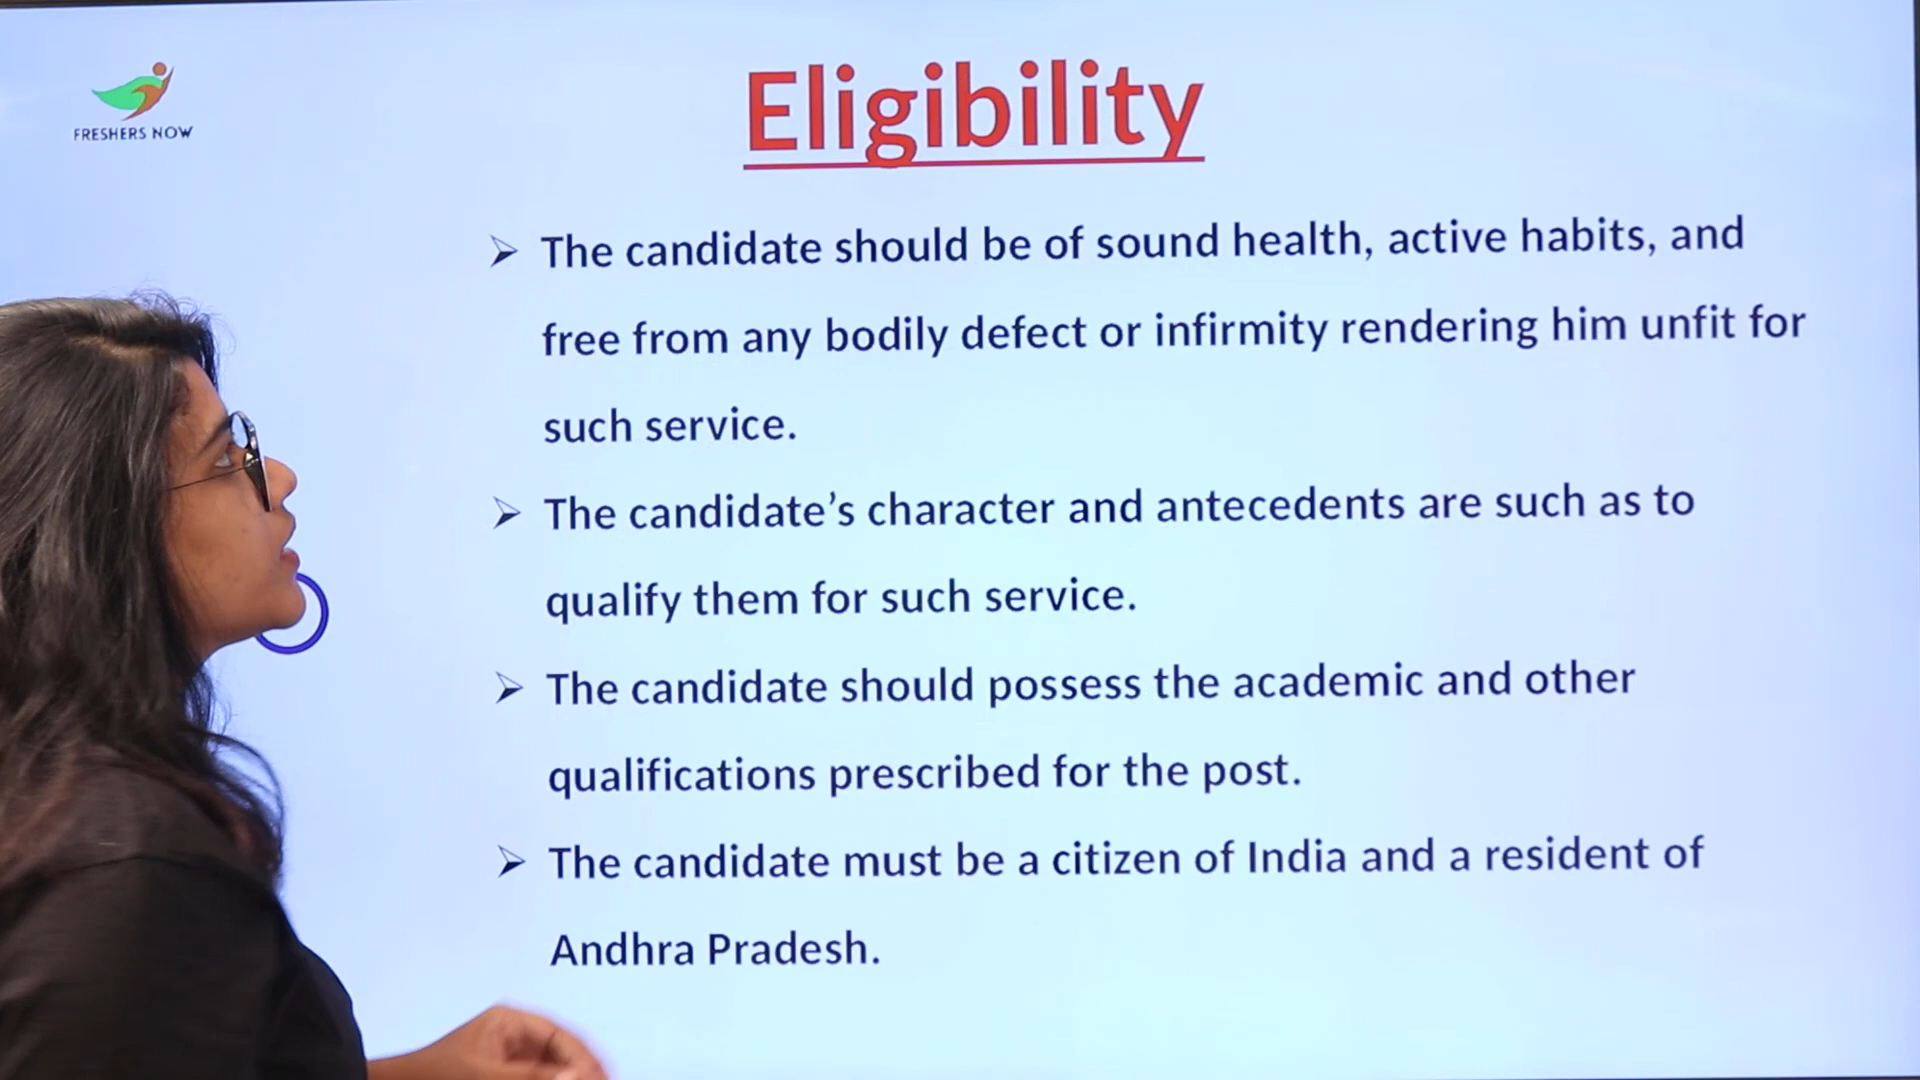 FRESHERS NOW
Eligibility
➢ The candidate should be of sound health, active habits, and
free from any bodily defect or infirmity rendering him unfit for
such service.
➢ The candidate’s character and antecedents are such as to
qualify them for such service.
➢ The candidate should possess the academic and other
qualifications prescribed for the post.
➢ The candidate must be a citizen of India and a resident of
Andhra Pradesh.